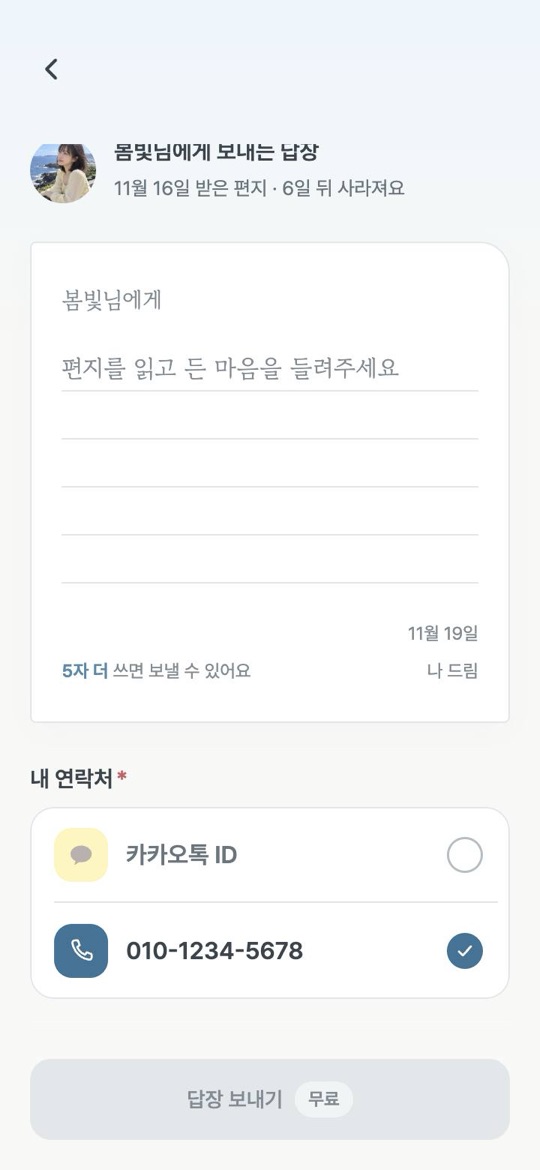 봄빛님에게 보내는 답장
11월 16일 받은 편지 · 6일 뒤 사라져요
봄빛님에게
편지를 읽고 든 마음을 들려주세요
11월 19일
5자 더 쓰면 보낼 수 있어요
나 드림
내 연락처 *
카카오톡 ID
010-1234-5678
답장 보내기 무료